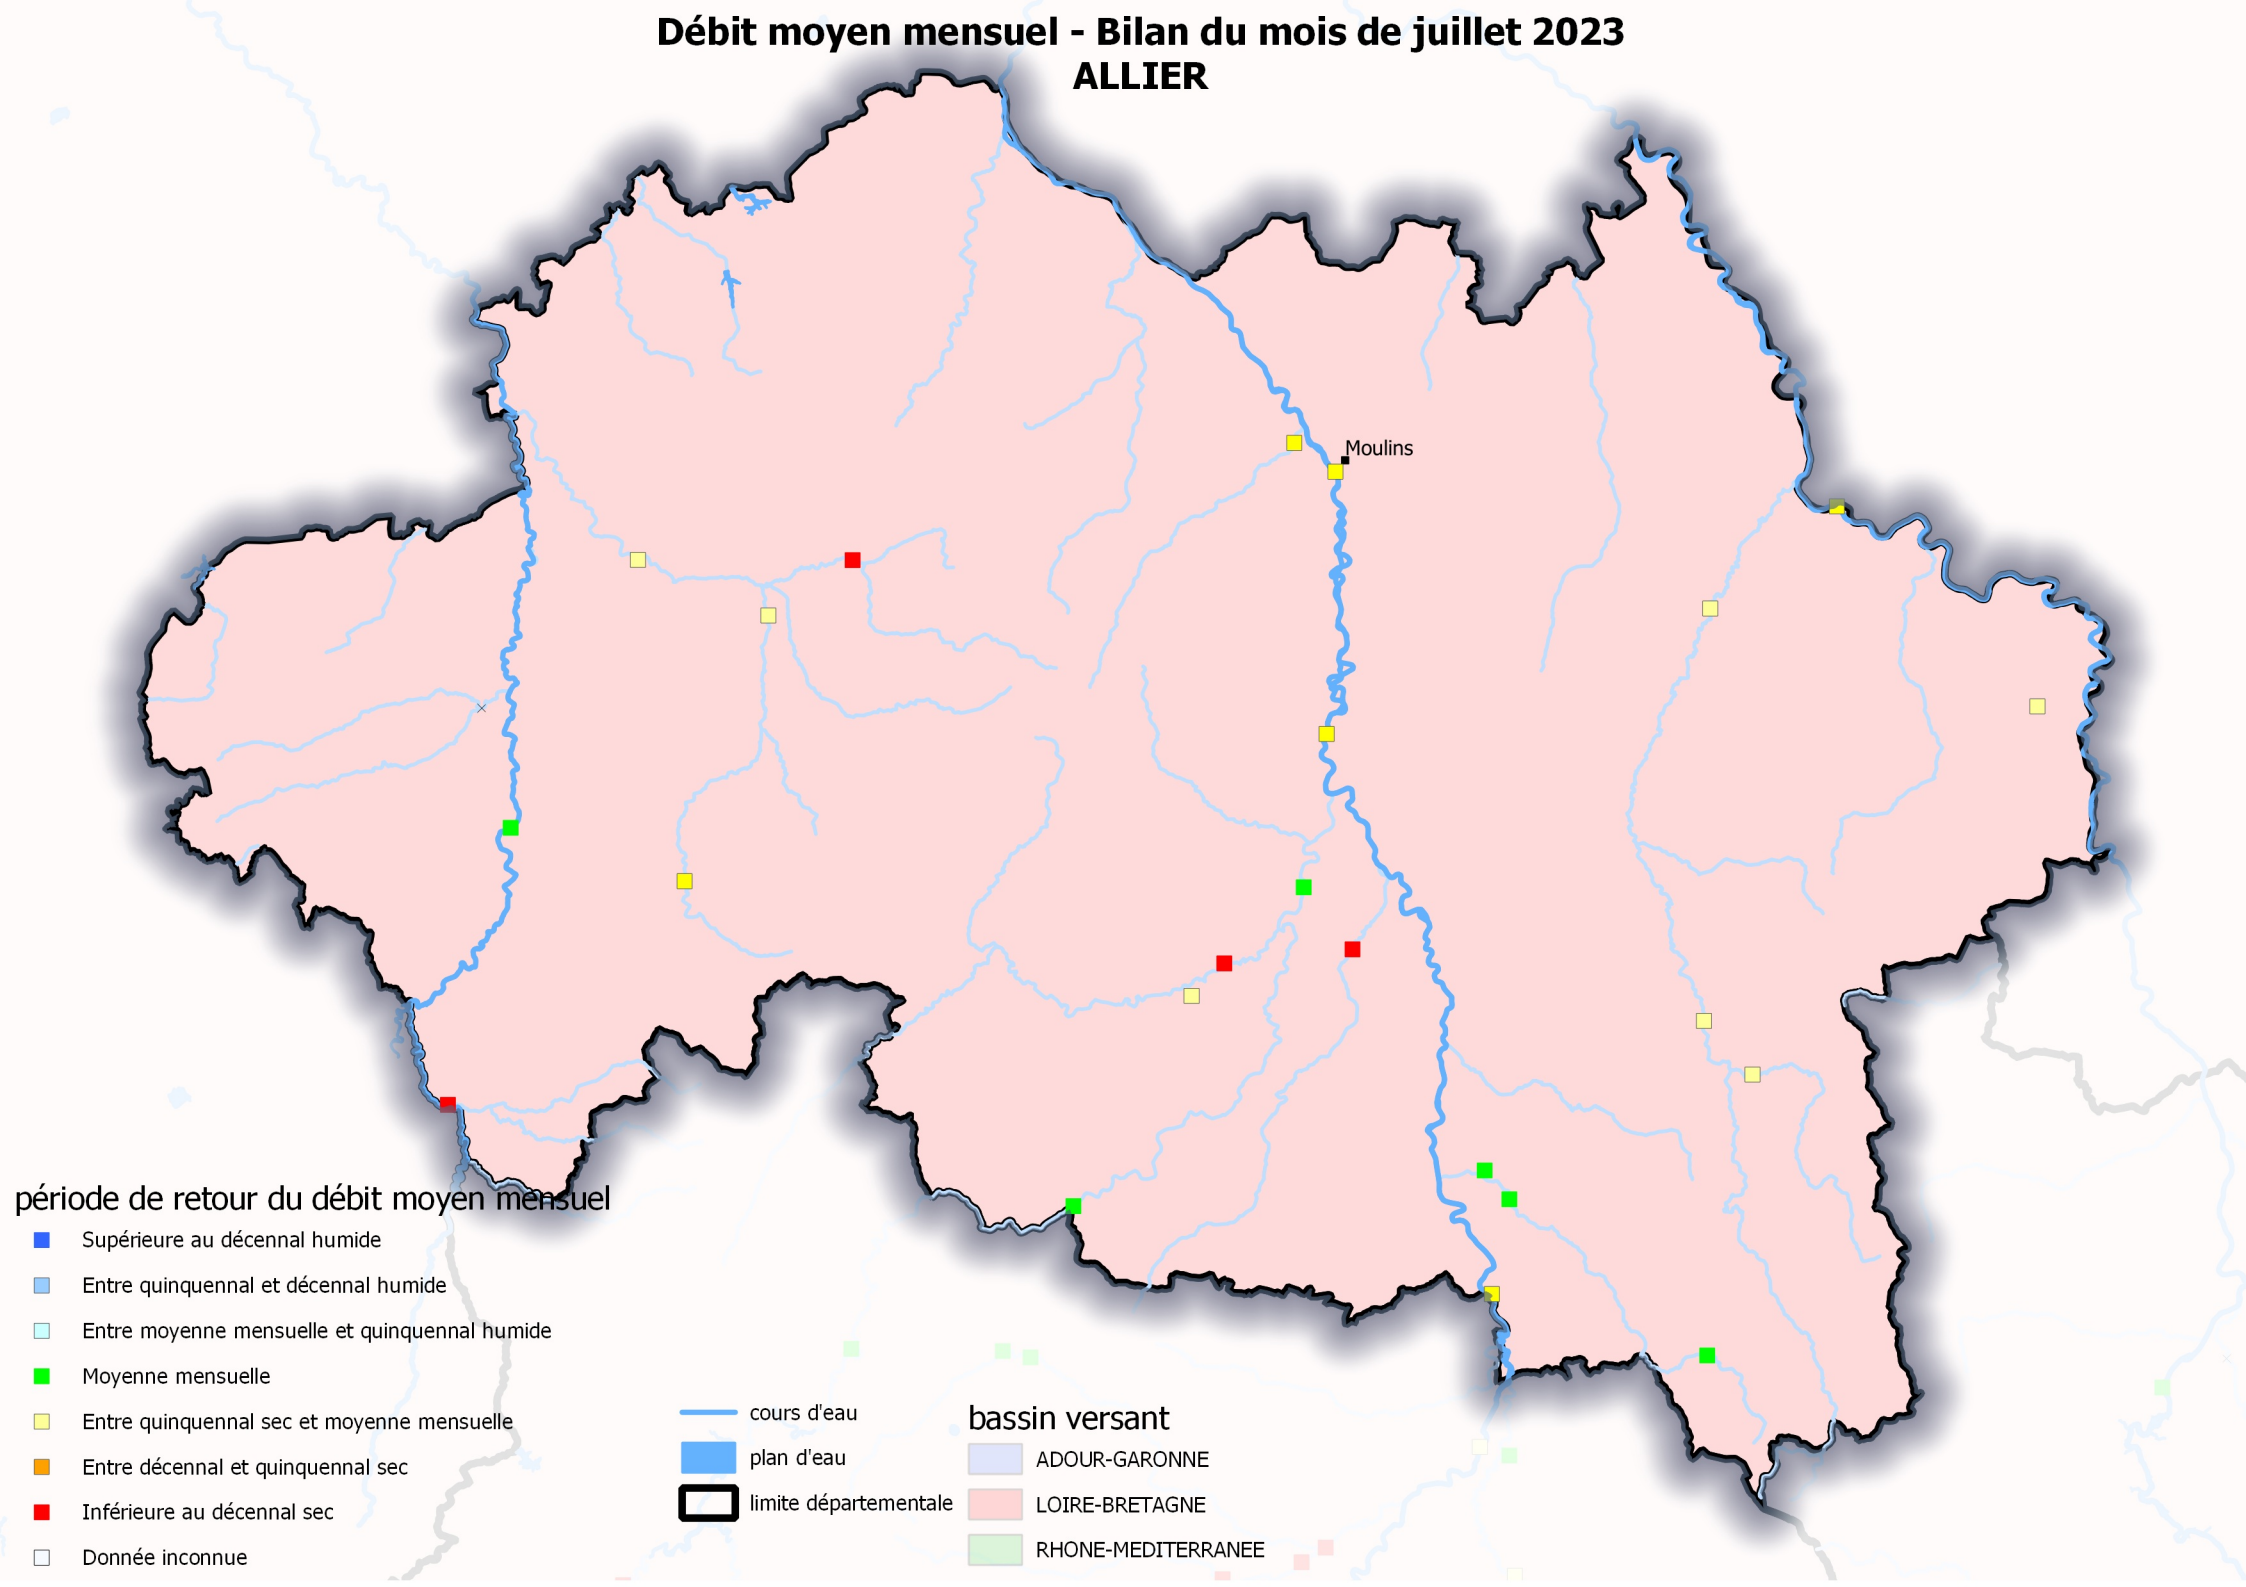 Débit moyen mensuel - Bilan du mois de juillet 2023
ALLIER
Moulins
période de retour du débit moyen mensuel
Supérieure au décennal humide
Entre quinquennal et décennal humide
Entre moyenne mensuelle et quinquennal humide
Moyenne mensuelle
Entre quinquennal sec et moyenne mensuelle
Entre décennal et quinquennal sec
Inférieure au décennal sec
Donnée inconnue
cours d'eau
plan d'eau
limite départementale
bassin versant
ADOUR-GARONNE
LOIRE-BRETAGNE
RHONE-MEDITERRANEE